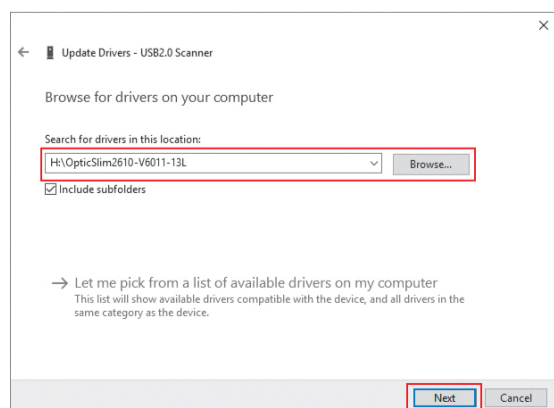 Update Drivers - USB2.0 Scanner
Browse for drivers on your computer
Search for drivers in this location:
H:\OpticSlim2610-V6011-13L
Browse...
Include subfolders
Let me pick from a list of available drivers on my computer
This list will show available drivers compatible with the device, and all drivers in the
same category as the device.
Next
Cancel